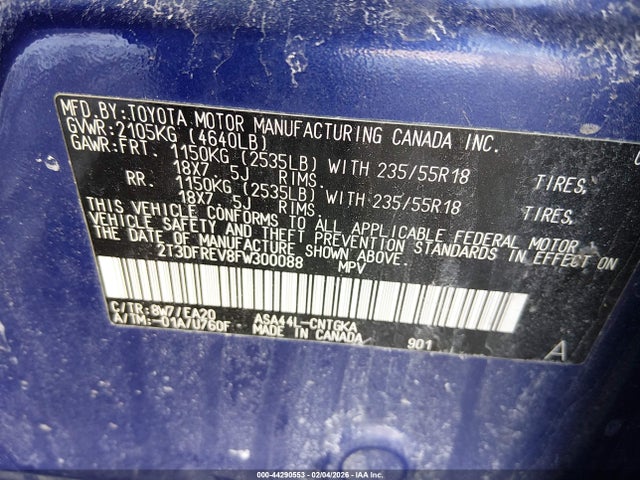 MFD.BY:TOYOTA MOTOR MANUFACTURING CANADA INC.
GVWR:2105KG (4640LB)
GAWR:FRT. 1150KG (2535LB) WITH 235/55R18 TIRES,
18X7.5J RIMS.
RR. 1150KG (2535LB) WITH 235/55R18 TIRES,
18X7.5J RIMS.
THIS VEHICLE CONFORMS TO ALL APPLICABLE FEDERAL MOTOR
VEHICLE SAFETY AND THEFT PREVENTION STANDARDS IN EFFECT ON
THE DATE OF MANUFACTURE SHOWN ABOVE.
2T3DFREV8FW300088 MPV
C/TR:8W7/EA20 ASA44L-CNTGKA
A/TM:-01A/U760F MADE IN CANADA 901 A
000-44290553 - 02/04/2026 - IAA Inc.